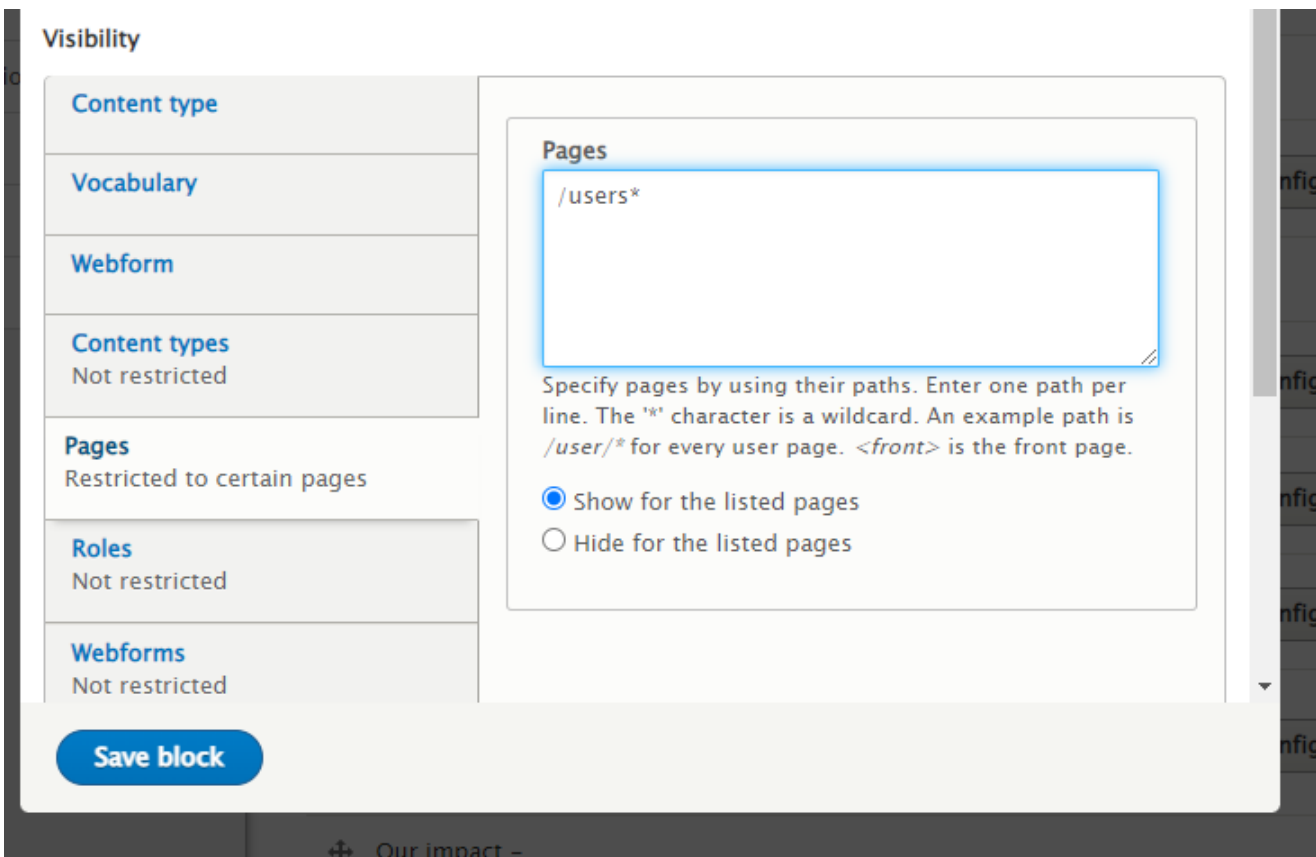 Visibility
Content type
Vocabulary
Webform
Content types
Not restricted
Pages
Restricted to certain pages
Roles
Not restricted
Webforms
Not restricted
Pages
/users*
Specify pages by using their paths. Enter one path per
line. The '*' character is a wildcard. An example path is
/user/* for every user page. <front> is the front page.
Show for the listed pages
Hide for the listed pages
Save block
Our impact –